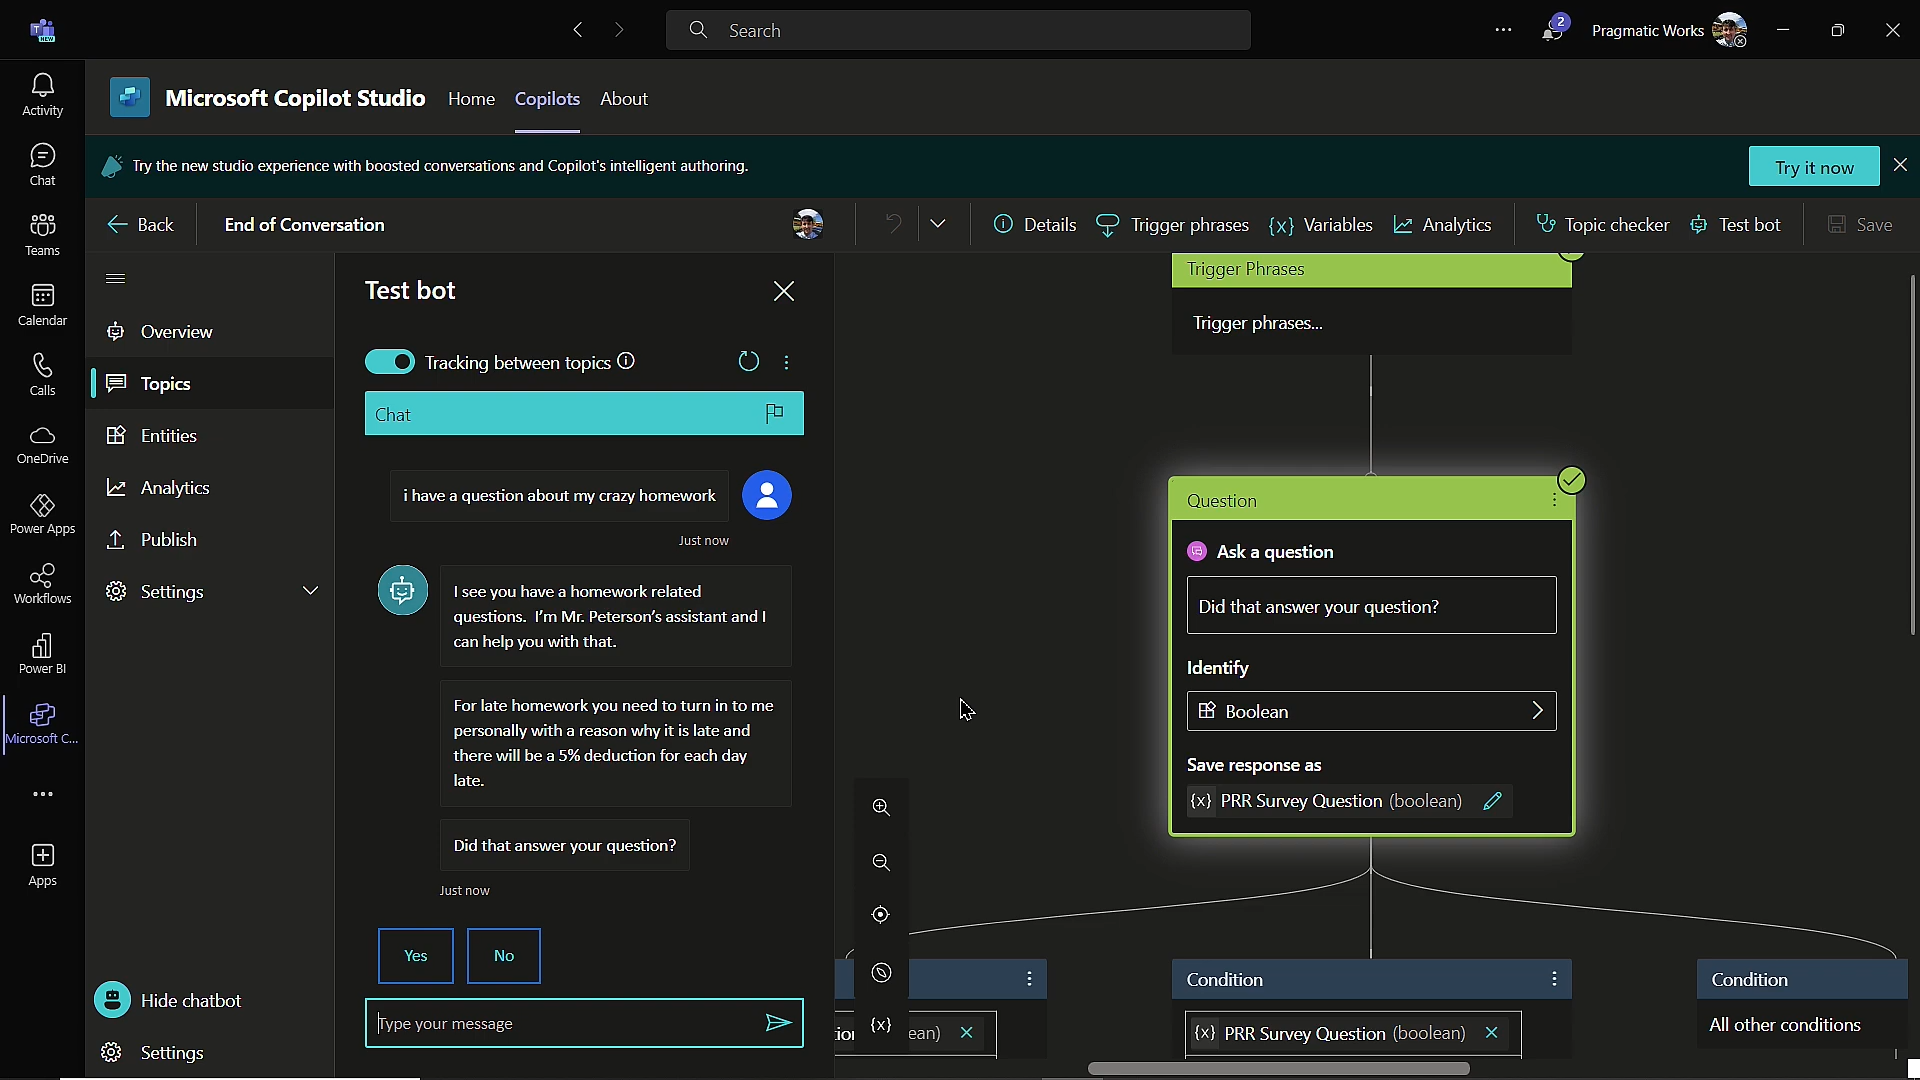 Search
2
Pragmatic Works
NEW
Activity
Chat
Teams
Calendar
Calls
OneDrive
Power Apps
Workflows
Power BI
Microsoft C...
Apps
Microsoft Copilot Studio
Home
Copilots
About
Try the new studio experience with boosted conversations and Copilot's intelligent authoring.
Try it now
Back
End of Conversation
Details
Trigger phrases
{x} Variables
Analytics
Topic checker
Test bot
Save
Overview
Topics
Entities
Analytics
Publish
Settings
Hide chatbot
Settings
Test bot
Tracking between topics
Chat
i have a question about my crazy homework
Just now
I see you have a homework related
questions. I'm Mr. Peterson's assistant and I
can help you with that.
For late homework you need to turn in to me
personally with a reason why it is late and
there will be a 5% deduction for each day
late.
Did that answer your question?
Just now
Yes
No
Type your message
Trigger Phrases
Trigger phrases...
Question
Ask a question
Did that answer your question?
Identify
Boolean
Save response as
{x} PRR Survey Question (boolean)
{x}
ean)
Condition
{x} PRR Survey Question (boolean)
Condition
All other conditions